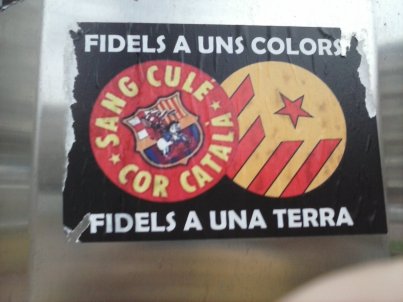 FIDELS A UNS COLORS
SANG CULÉ
COR CATALÀ
FIDELS A UNA TERRA